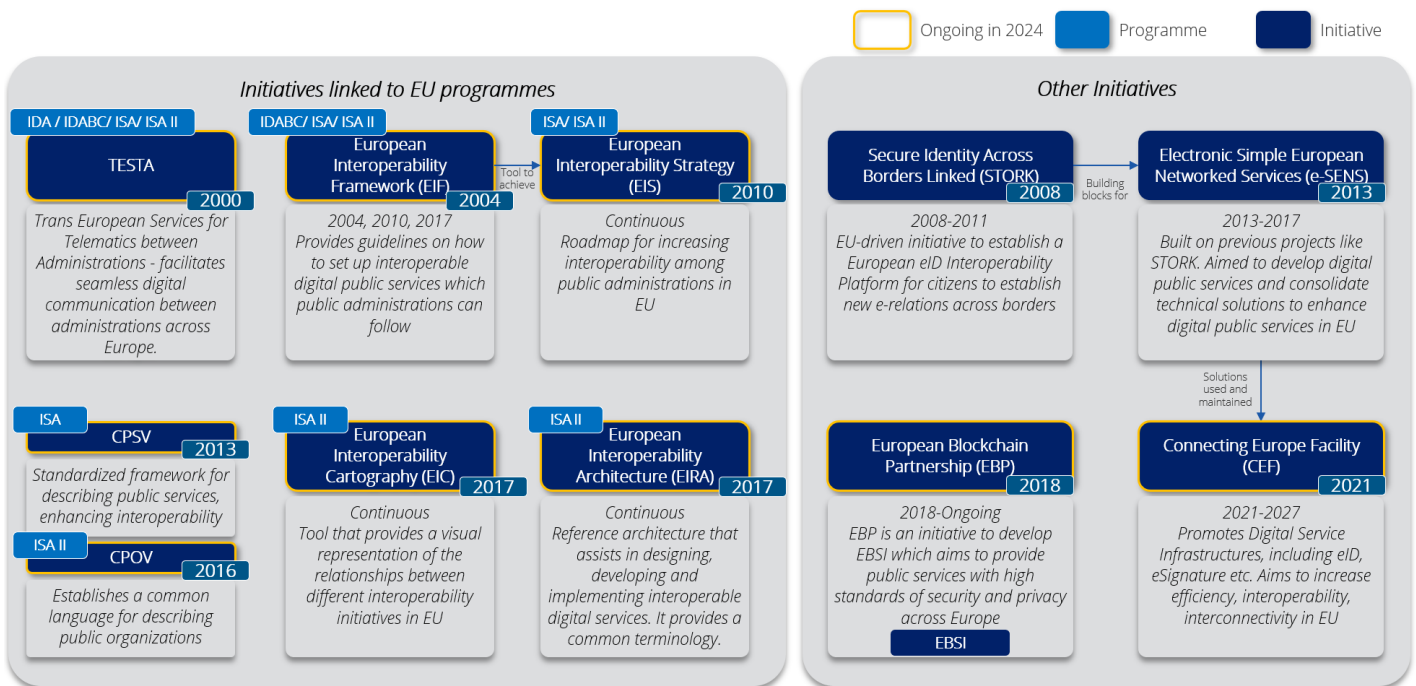 Ongoing in 2024
Programme
Initiative
Initiatives linked to EU programmes
IDA / IDABC/ ISA/ ISA II
TESTA
2000
Trans European Services for
Telematics between
Administrations - facilitates
seamless digital
communication between
administrations across
Europe.
IDABC/ ISA/ ISA II
European
Interoperability
Framework (EIF)
2004
2004, 2010, 2017
Provides guidelines on how
to set up interoperable
digital public services which
public administrations can
follow
Tool to
achieve
ISA/ ISA II
European
Interoperability Strategy
(EIS)
2010
Continuous
Roadmap for increasing
interoperability among
public administrations in
EU
ISA
CPSV
2013
Standardized framework for
describing public services,
enhancing interoperability
ISA II
CPOV
2016
Establishes a common
language for describing
public organizations
ISA II
European
Interoperability
Cartography (EIC)
2017
Continuous
Tool that provides a visual
representation of the
relationships between
different interoperability
initiatives in EU
ISA II
European
Interoperability
Architecture (EIRA)
2017
Continuous
Reference architecture that
assists in designing,
developing and
implementing interoperable
digital services. It provides a
common terminology.
Other Initiatives
Secure Identity Across
Borders Linked (STORK)
2008
2008-2011
EU-driven initiative to establish a
European eID Interoperability
Platform for citizens to establish
new e-relations across borders
Building
blocks for
Electronic Simple European
Networked Services (e-SENS)
2013
2013-2017
Built on previous projects like
STORK. Aimed to develop digital
public services and consolidate
technical solutions to enhance
digital public services in EU
Solutions
used and
maintained
European Blockchain
Partnership (EBP)
2018
2018-Ongoing
EBP is an initiative to develop
EBSI which aims to provide
public services with high
standards of security and privacy
across Europe
EBSI
Connecting Europe Facility
(CEF)
2021
2021-2027
Promotes Digital Service
Infrastructures, including eID,
eSignature etc. Aims to increase
efficiency, interoperability,
interconnectivity in EU